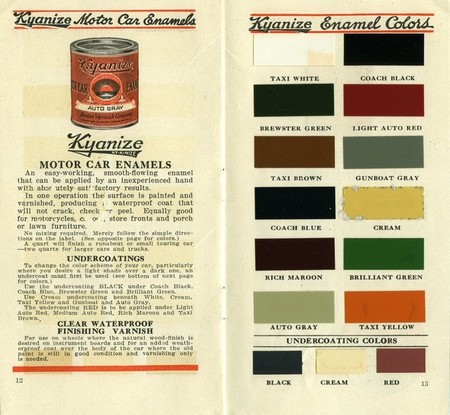 Kyanize Motor Car Enamels
Kyanize
AUTO GRAY
Kyanize
MOTOR CAR ENAMELS
An easy-working, smooth-flowing enamel
that can be applied by an inexperienced hand
with absolutely satisfactory results.
In one operation the surface is painted and
varnished, producing a waterproof coat that
will not crack, check or peel. Equally good
for motorcycles, store fronts and porch
or lawn furniture.
No mixing required. Merely follow the simple direc-
tions on the label. (See opposite page for colors.)
A quart will finish a runabout or small touring car
—two quarts for larger cars and trucks.
UNDERCOATINGS
To change the color scheme of your car, particularly
where you desire a light shade over a dark one, an
undercoat must first be used (see bottom of next page
for colors.)
Use the undercoating BLACK under Coach Black,
Coach Blue, Brewster Green and Brilliant Green.
Use Cream undercoating beneath White, Cream,
Taxi Yellow and Gunboat and Auto Gray.
The undercoating RED is to be applied under Light
Auto Red, Medium Auto Red, Rich Maroon and Taxi
Brown.
CLEAR WATERPROOF
FINISHING VARNISH
For use on wheels where the natural wood-finish is
desired on instrument boards and for an added weath-
erproof coat over the body of the car where the old
paint is still in good condition and varnishing only
is needed.
12
Kyanize Enamel Colors
TAXI WHITE COACH BLACK
BREWSTER GREEN LIGHT AUTO RED
TAXI BROWN GUNBOAT GRAY
COACH BLUE CREAM
RICH MAROON BRILLIANT GREEN
AUTO GRAY TAXI YELLOW
UNDERCOATING COLORS
BLACK CREAM RED
13